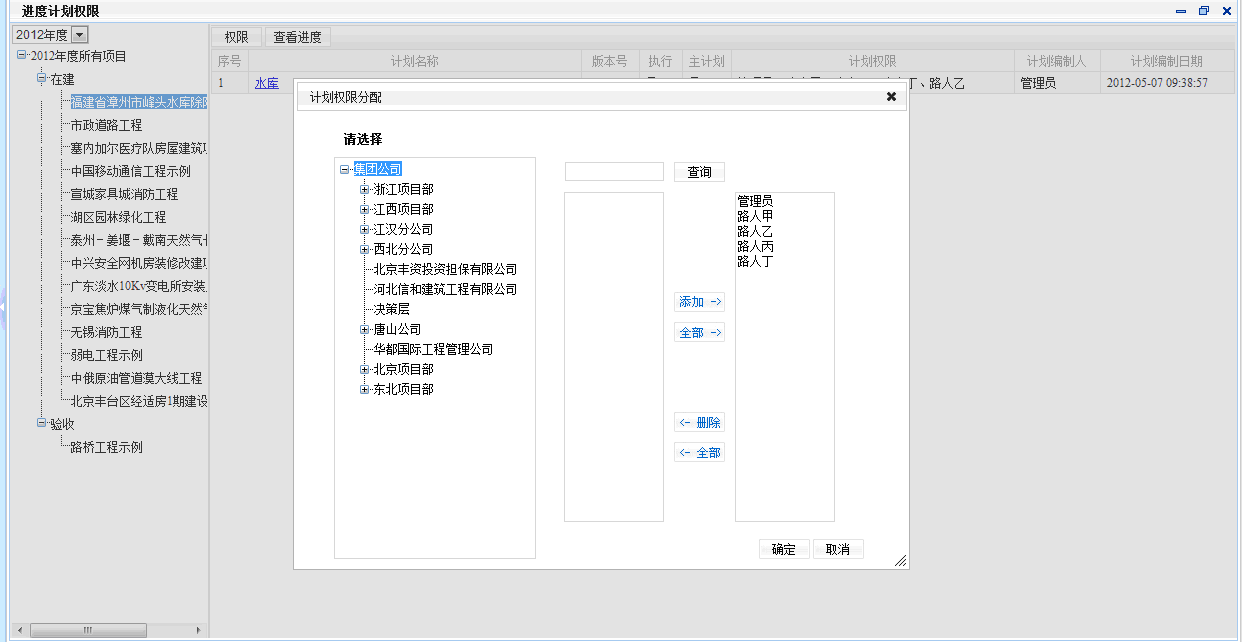 进度计划权限
2012年度
权限 查看进度
2012年度所有项目
在建
福建省漳州市峰头水库除
市政道路工程
塞内加尔医疗队房屋建筑
中国移动通信工程示例
宣城家具城消防工程
湖区园林绿化工程
泰州-姜堰-戴南天然气
中兴安全网机房装修改建
广东淡水10Kv变电所安装
京宝焦炉煤气制液化天然
无锡消防工程
弱电工程示例
中俄原油管道漠大线工程
北京丰台区经适房1期建设
验收
路桥工程示例
序号 计划名称 版本号 执行 主计划 计划权限 计划编制人 计划编制日期
1 水库 丁、路人乙 管理员 2012-05-07 09:38:57
计划权限分配
请选择
集团公司
浙江项目部
江西项目部
江汉分公司
西北分公司
北京丰资投资担保有限公司
河北信和建筑工程有限公司
决策层
唐山公司
华都国际工程管理公司
北京项目部
东北项目部
查询
添加 ->
全部 ->
<- 删除
<- 全部
管理员
路人甲
路人乙
路人丙
路人丁
确定 取消